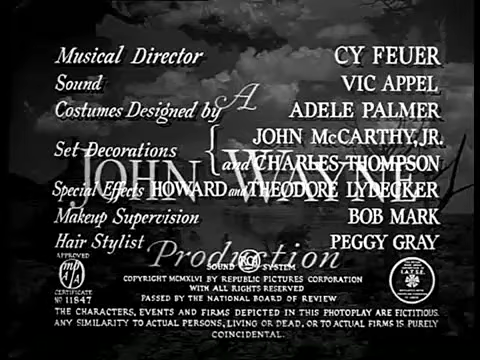 Musical Director CY FEUER
Sound VIC APPEL
Costumes Designed by ADELE PALMER
A
Set Decorations { JOHN McCARTHY, JR.
and CHARLES THOMPSON
JOHN WAYNE
Special Effects HOWARD and THEODORE LYDECKER
Makeup Supervision BOB MARK
Hair Stylist PEGGY GRAY
Production
APPROVED
MPAA
CERTIFICATE
NO 11847
RCA
SOUND SYSTEM
COPYRIGHT MCMXLVI BY REPUBLIC PICTURES CORPORATION
WITH ALL RIGHTS RESERVED
PASSED BY THE NATIONAL BOARD OF REVIEW
I.A.T.S.E.
THE CHARACTERS, EVENTS AND FIRMS DEPICTED IN THIS PHOTOPLAY ARE FICTITIOUS.
ANY SIMILARITY TO ACTUAL PERSONS, LIVING OR DEAD, OR TO ACTUAL FIRMS IS PURELY
COINCIDENTAL.